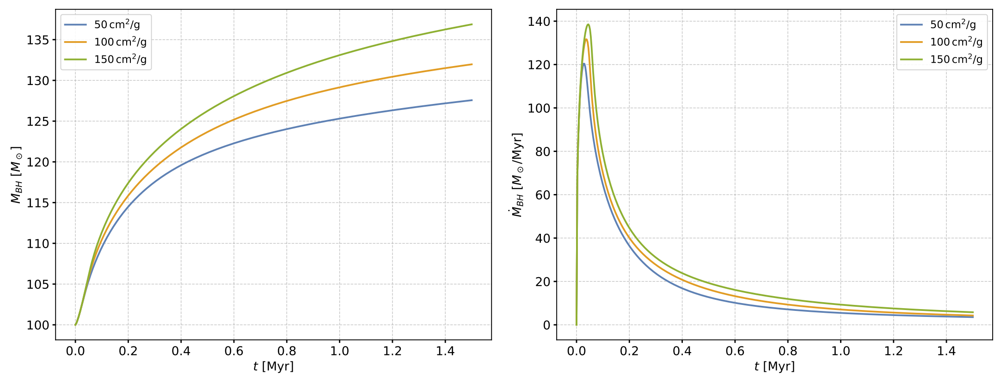 50 cm²/g
100 cm²/g
150 cm²/g
M_BH [M_⊙]
135
130
125
120
115
110
105
100
0.0 0.2 0.4 0.6 0.8 1.0 1.2 1.4
t [Myr]
50 cm²/g
100 cm²/g
150 cm²/g
Ṁ_BH [M_⊙/Myr]
140
120
100
80
60
40
20
0
0.0 0.2 0.4 0.6 0.8 1.0 1.2 1.4
t [Myr]